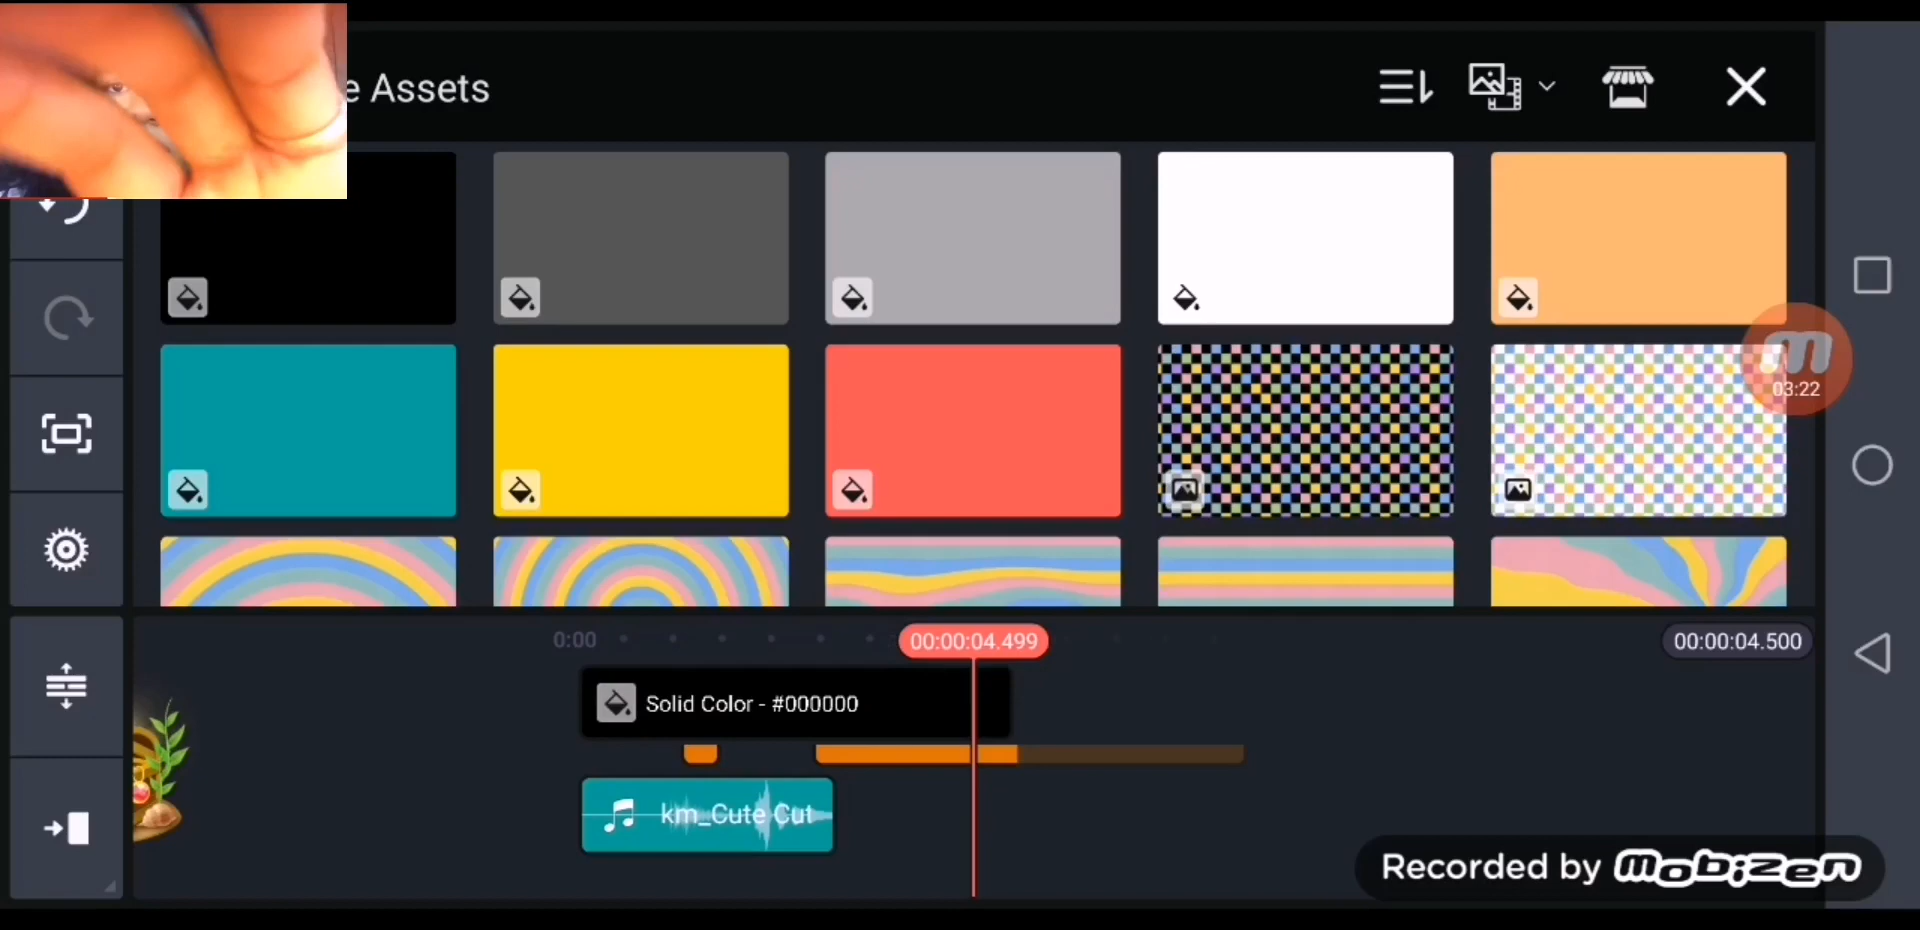 e Assets
03:22
0:00
00:00:04.499
00:00:04.500
Solid Color - #000000
km_Cute Cut
Recorded by mobizen